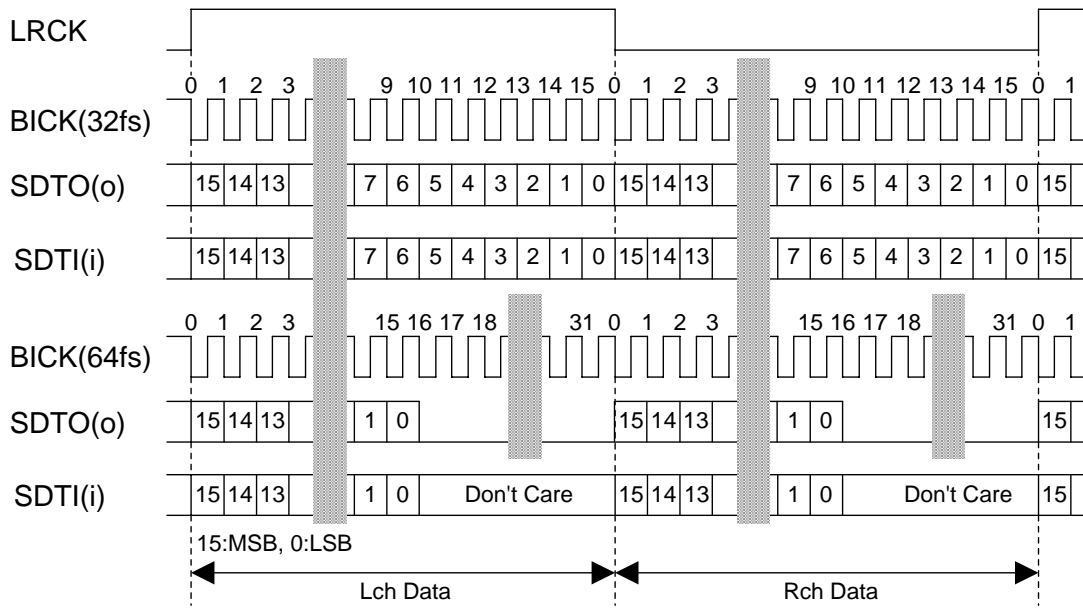 LRCK
0 1 2 3 9 10 11 12 13 14 15 0 1 2 3 9 10 11 12 13 14 15 0 1
BICK(32fs)
SDTO(o) 15 14 13 7 6 5 4 3 2 1 0 15 14 13 7 6 5 4 3 2 1 0 15
SDTI(i) 15 14 13 7 6 5 4 3 2 1 0 15 14 13 7 6 5 4 3 2 1 0 15
0 1 2 3 15 16 17 18 31 0 1 2 3 15 16 17 18 31 0 1
BICK(64fs)
SDTO(o) 15 14 13 1 0 15 14 13 1 0 15
SDTI(i) 15 14 13 1 0 Don't Care 15 14 13 1 0 Don't Care 15
15:MSB, 0:LSB
Lch Data Rch Data